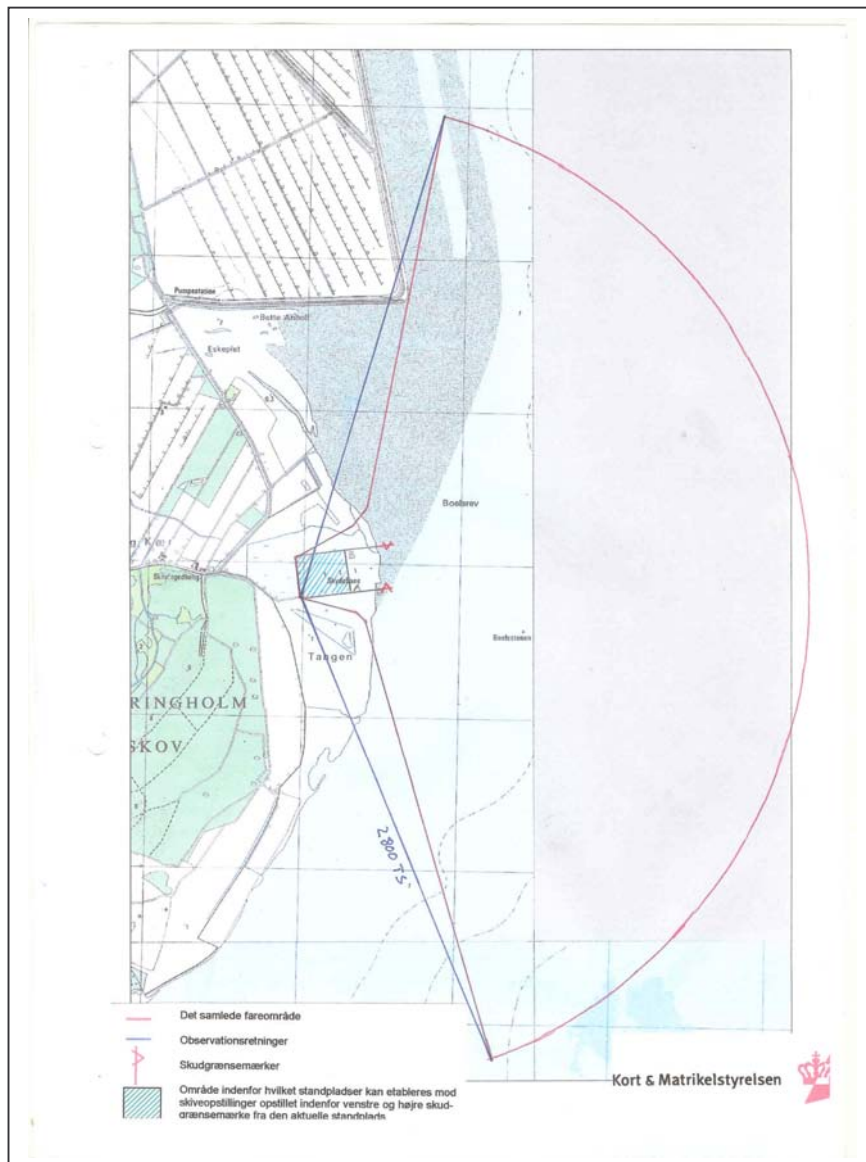 Pumpestation
Eskeplet
Boelsrev
Tangen
RINGHOLM
SKOV
2800 TS
Det samlede fareområde
Observationsretninger
Skudgrænsemærker
Område indenfor hvilket standpladser kan etableres mod
skiveopstillinger opstillet indenfor venstre og højre skud-
grænsemærke fra den aktuelle standplads
Kort & Matrikelstyrelsen